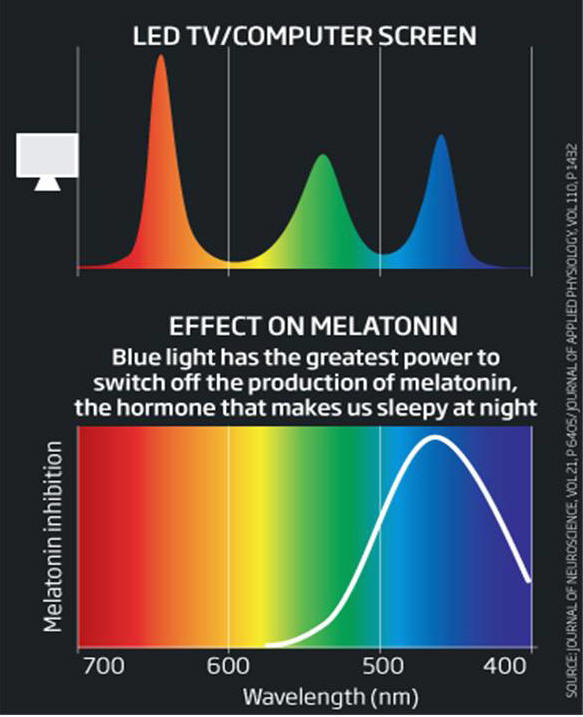 LED TV/COMPUTER SCREEN
EFFECT ON MELATONIN
Blue light has the greatest power to
switch off the production of melatonin,
the hormone that makes us sleepy at night
Melatonin inhibition
700 600 500 400
Wavelength (nm)
SOURCE: JOURNAL OF NEUROSCIENCE, VOL 21, P 6405/ JOURNAL OF APPLIED PHYSIOLOGY, VOL 110, P 1432